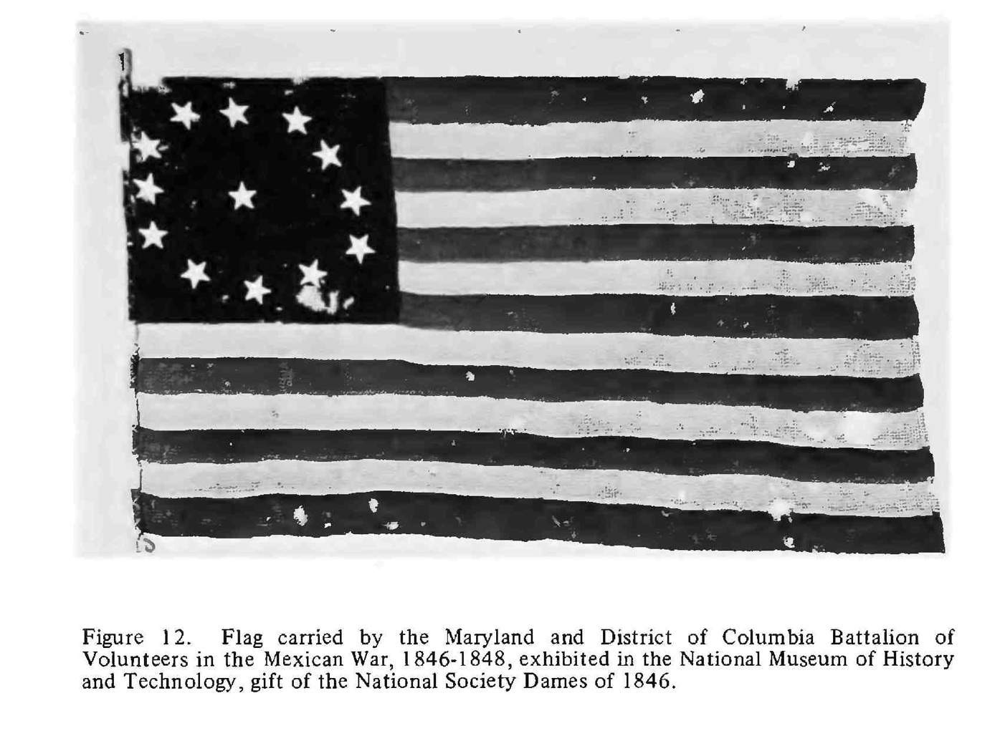 Figure 12. Flag carried by the Maryland and District of Columbia Battalion of
Volunteers in the Mexican War, 1846-1848, exhibited in the National Museum of History
and Technology, gift of the National Society Dames of 1846.